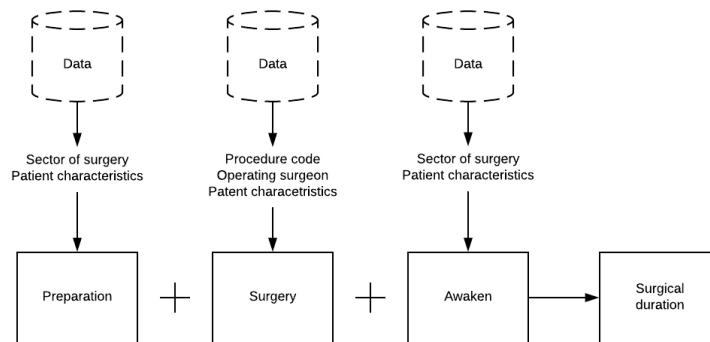 Data
Data
Data
Sector of surgery
Patient characteristics
Procedure code
Operating surgeon
Patent characetristics
Sector of surgery
Patient characteristics
Preparation
Surgery
Awaken
Surgical
duration